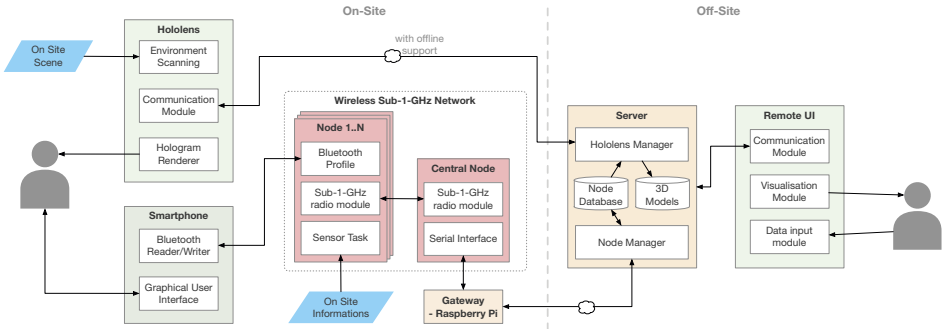 On-Site
Off-Site
Hololens
On Site
Scene
Environment
Scanning
Communication
Module
Hologram
Renderer
with offline
support
Wireless Sub-1-GHz Network
Node 1..N
Bluetooth
Profile
Sub-1-GHz
radio module
Sensor Task
Central Node
Sub-1-GHz
radio module
Serial Interface
Smartphone
Bluetooth
Reader/Writer
Graphical User
Interface
On Site
Informations
Gateway
- Raspberry Pi
Server
Hololens Manager
Node
Database
3D
Models
Node Manager
Remote UI
Communication
Module
Visualisation
Module
Data input
module